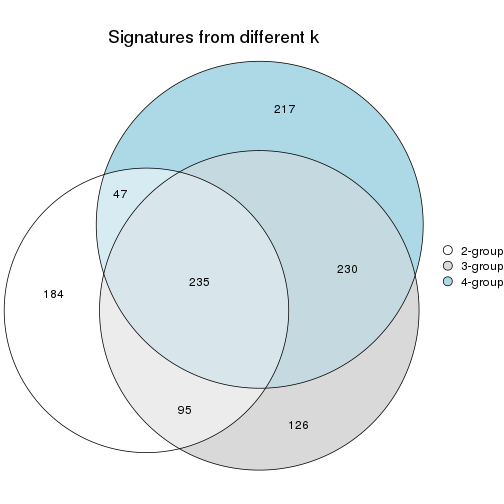 Signatures from different k
217
47
184
235
230
95
126
2-group
3-group
4-group